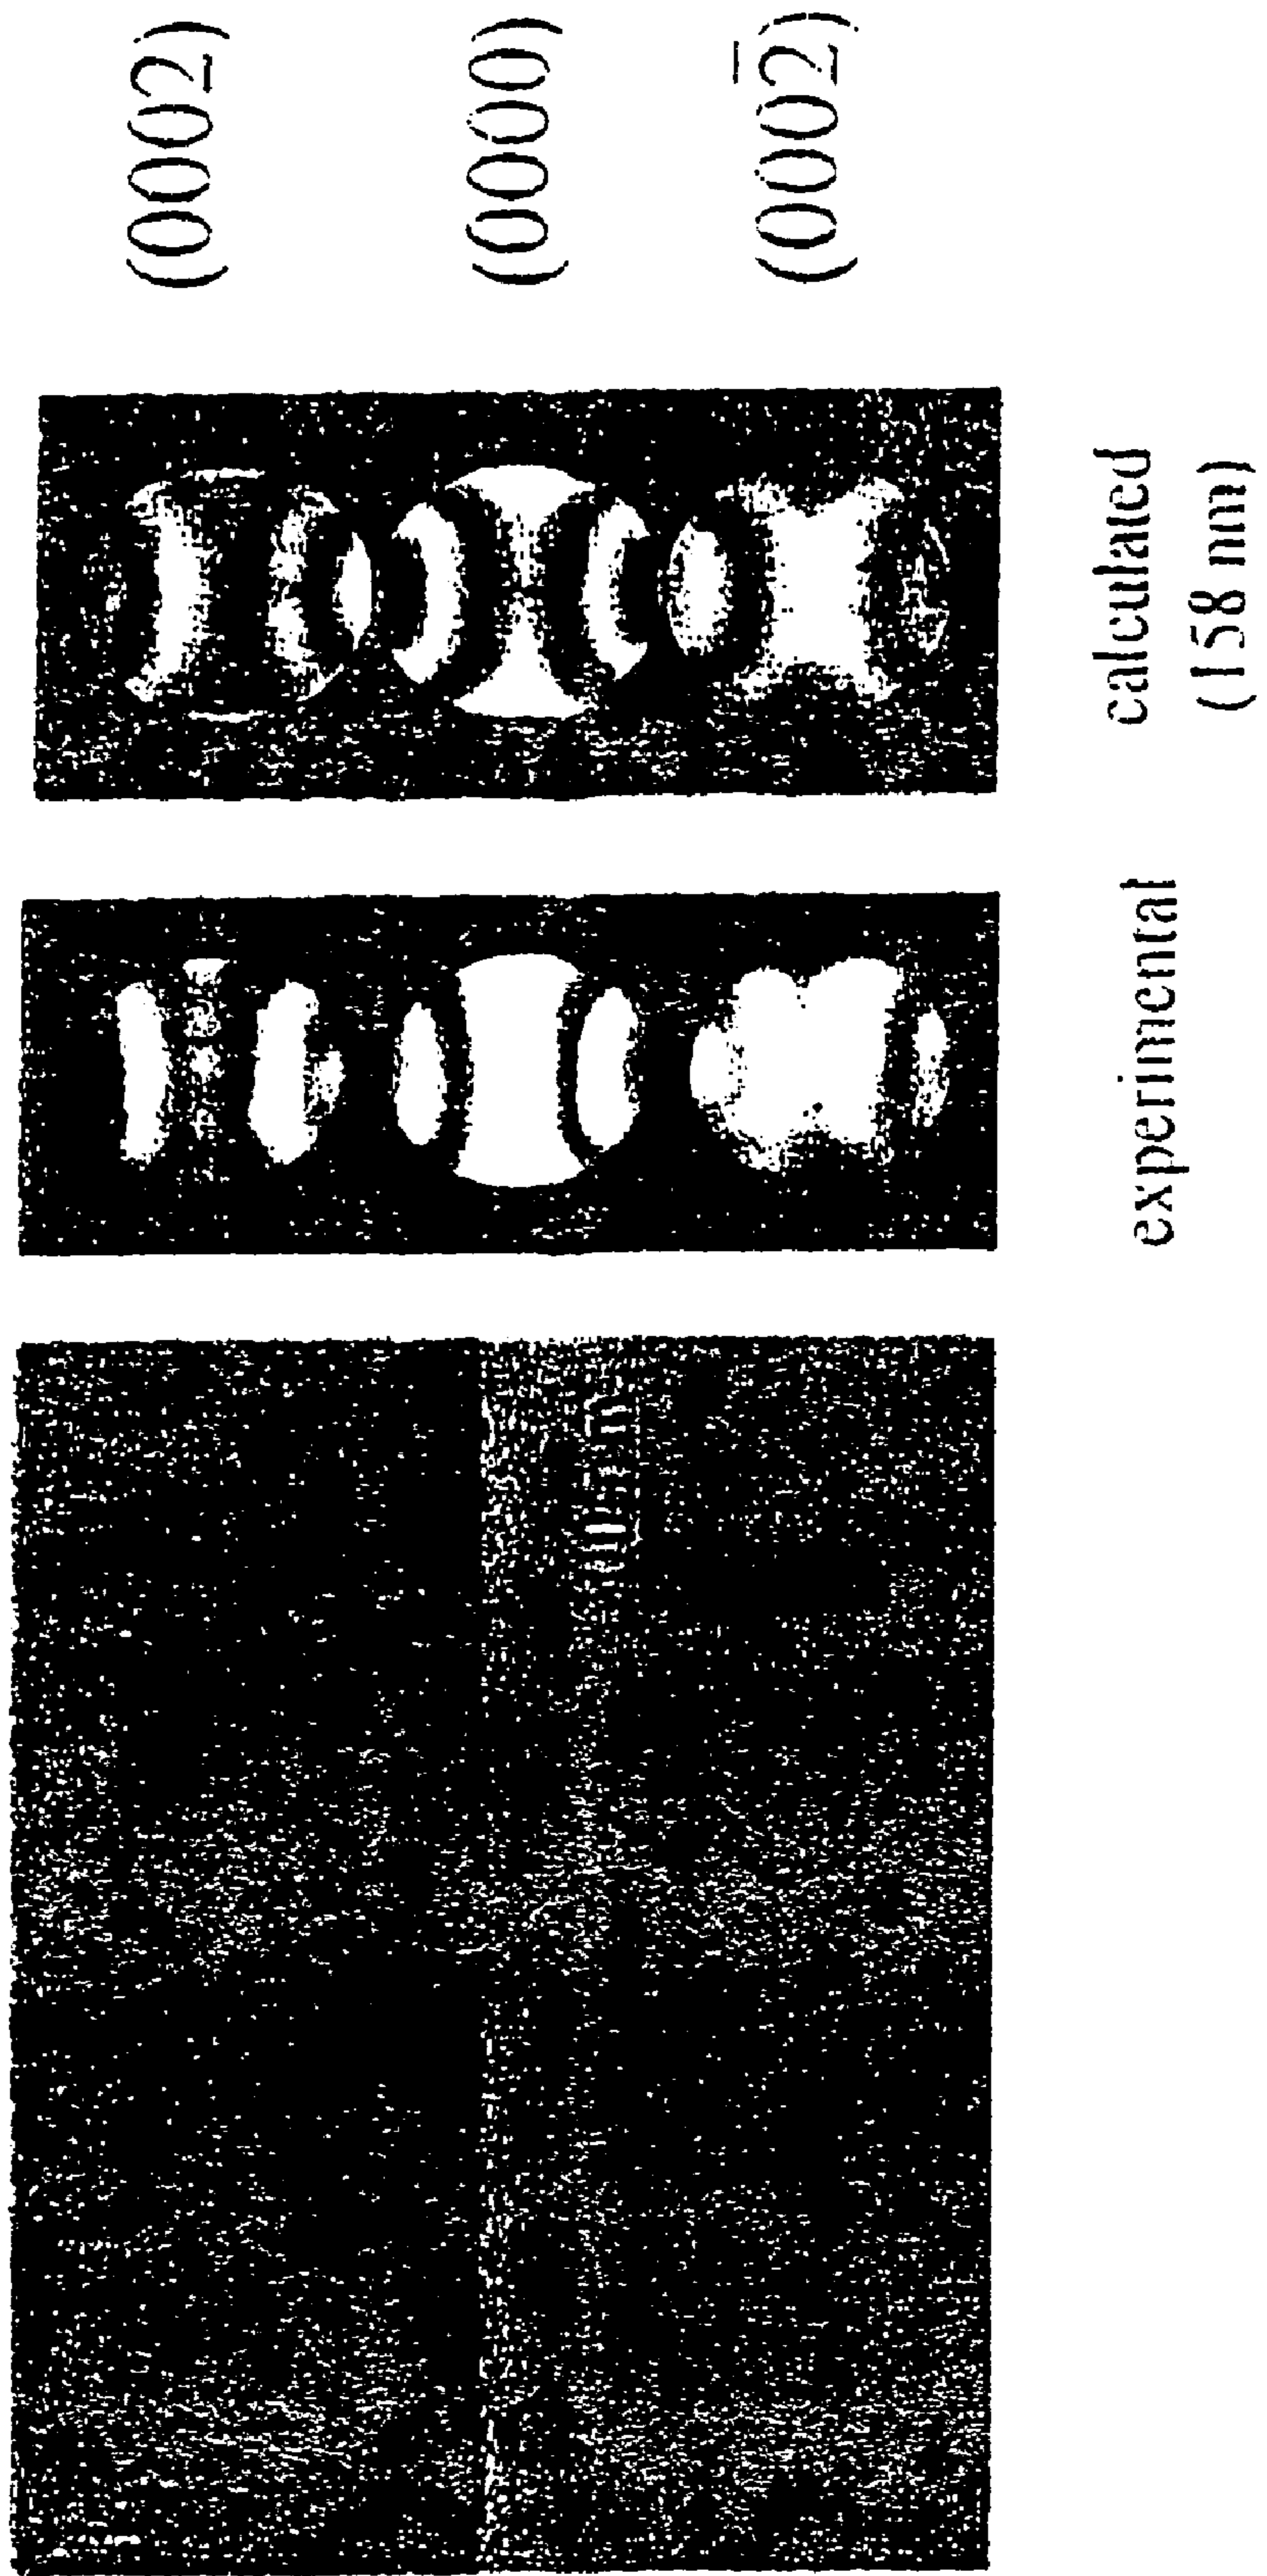 (0002)
(0000)
(0002̄)
experimental
calculated
(158 nm)